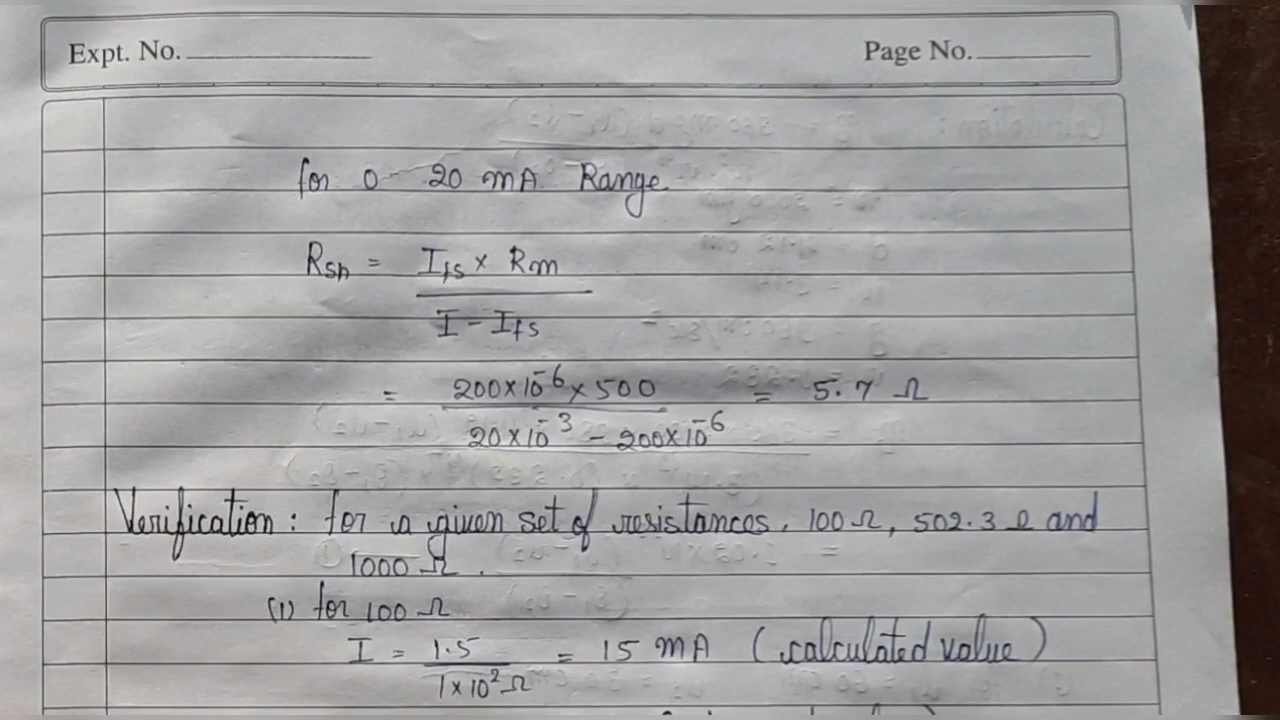 Expt. No. Page No.
for 0 - 20 mA Range
Rsh = Ifs × Rm
I - Ifs
= 200×10⁻⁶ × 500 = 5.7 Ω
20×10⁻³ - 200×10⁻⁶
Verification: for a given set of resistances, 100 Ω, 502.3 Ω and
1000 Ω.
(1) for 100 Ω
I = 1.5 = 15 mA (calculated value)
1×10² Ω